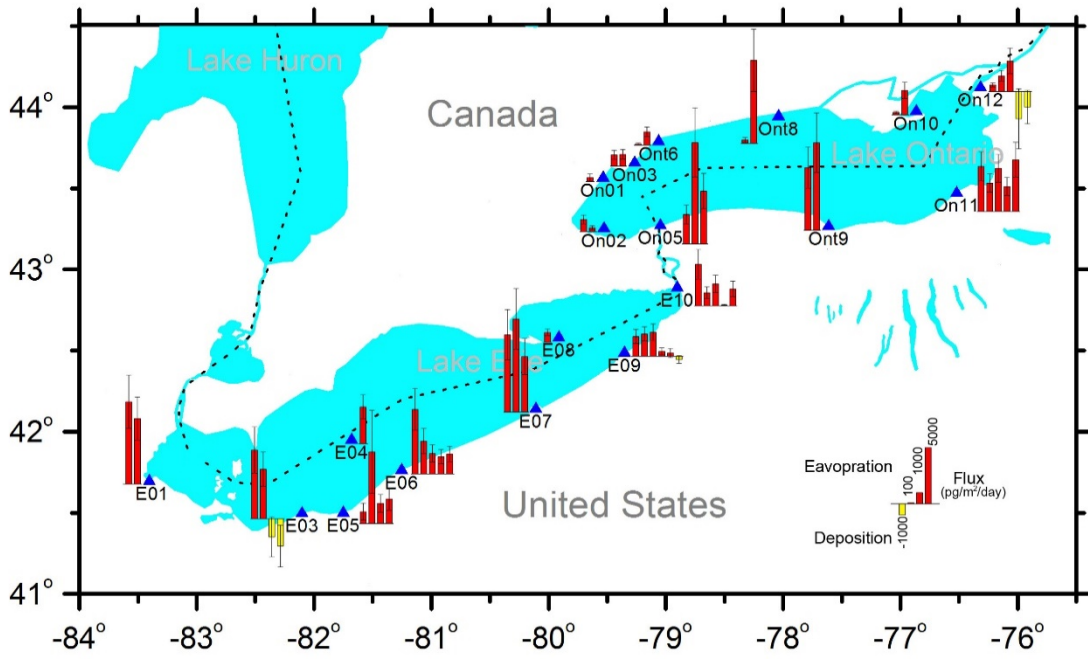 Lake Huron
Canada
44°
43°
42°
41°
On12
On10
Ont8
Lake Ontario
Ont6
On03
On01
On11
On02
On05
Ont9
E10
E08
E09
Lake Erie
E07
E04
E06
E01
E03
E05
United States
Eavopration
Deposition
-1000
100
1000
5000
Flux
(pg/m²/day)
-84°
-83°
-82°
-81°
-80°
-79°
-78°
-77°
-76°